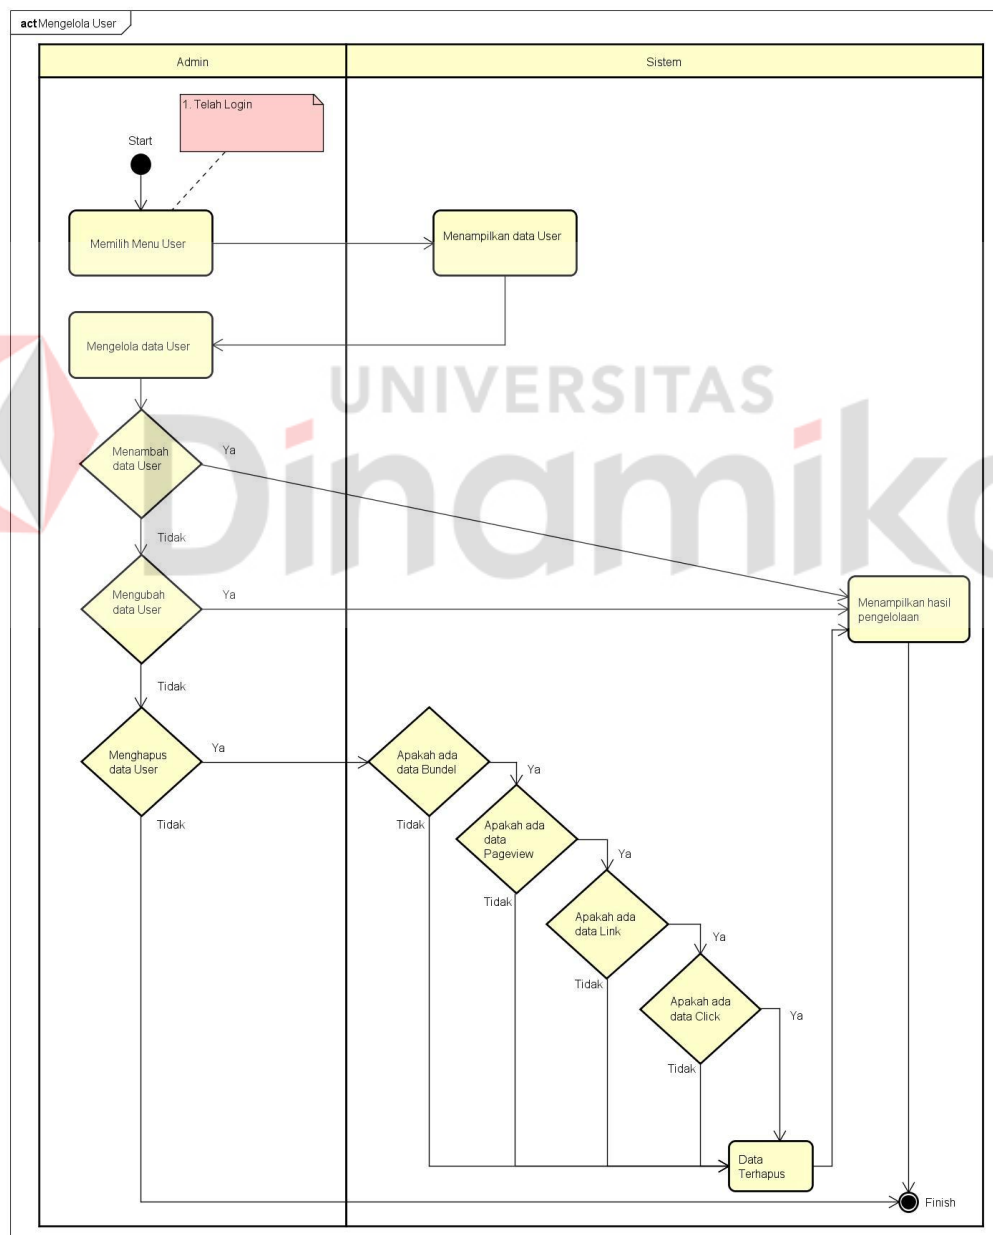 act Mengelola User
Admin
Sistem
1. Telah Login
Start
Memilih Menu User
Menampilkan data User
Mengelola data User
UNIVERSITAS
Dinamika
Menambah
data User
Ya
Tidak
Mengubah
data User
Ya
Menampilkan hasil
pengelolaan
Tidak
Menghapus
data User
Ya
Apakah ada
data Bundel
Ya
Tidak
Tidak
Apakah ada
data
Pageview
Ya
Tidak
Apakah ada
data Link
Ya
Tidak
Apakah ada
data Click
Ya
Tidak
Data
Terhapus
Finish